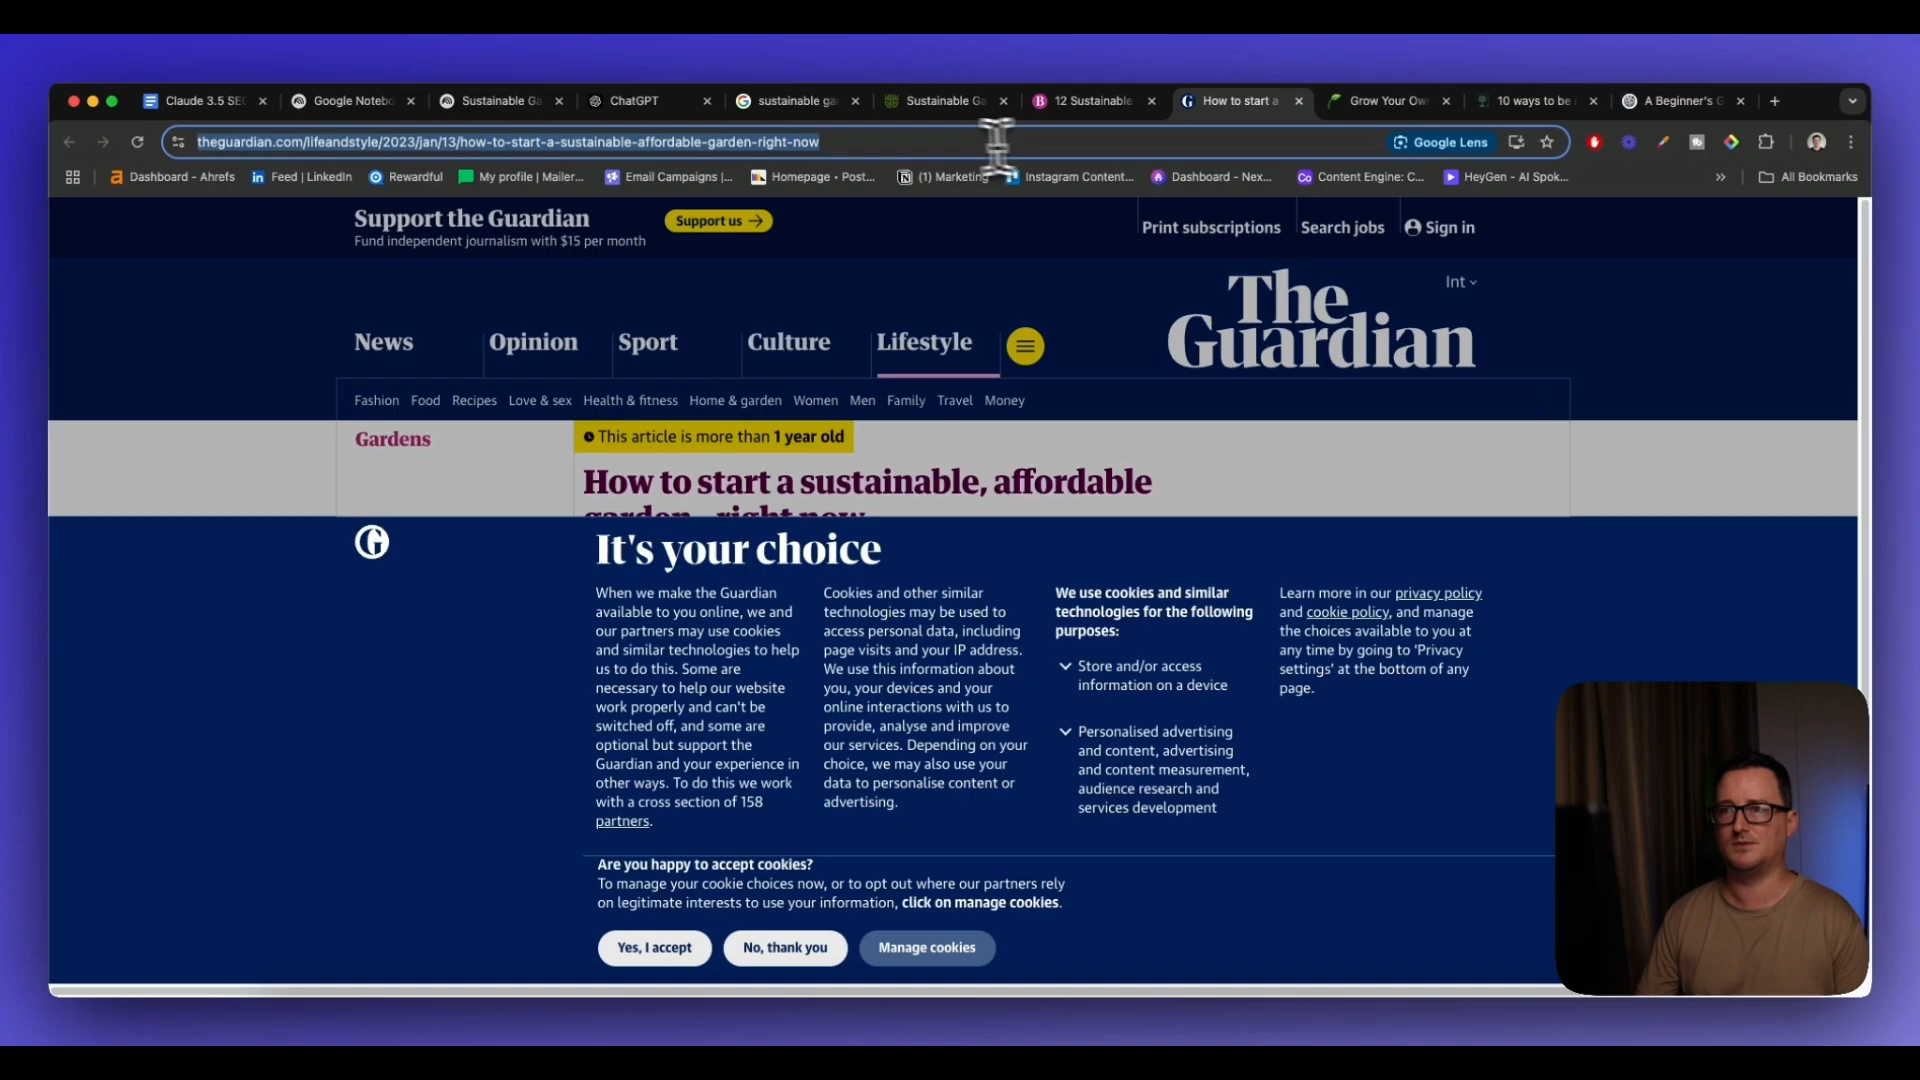 Claude 3.5 SE
Google Notebo
Sustainable Ga
ChatGPT
sustainable ga
Sustainable G
12 Sustainable
How to start a
Grow Your Ow
10 ways to be
A Beginner's G
theguardian.com/lifeandstyle/2023/jan/13/how-to-start-a-sustainable-affordable-garden-right-now
Google Lens
Dashboard - Ahrefs
Feed | LinkedIn
Rewardful
My profile | Mailer...
Email Campaigns |...
Homepage • Post...
(1) Marketing
Instagram Content...
Dashboard - Nex...
Content Engine: C...
HeyGen - AI Spok...
All Bookmarks
Support the Guardian
Fund independent journalism with $15 per month
Support us
Print subscriptions
Search jobs
Sign in
Int
The
Guardian
News
Opinion
Sport
Culture
Lifestyle
Fashion
Food
Recipes
Love & sex
Health & fitness
Home & garden
Women
Men
Family
Travel
Money
Gardens
This article is more than 1 year old
How to start a sustainable, affordable
garden – right now
It's your choice
When we make the Guardian
available to you online, we and
our partners may use cookies
and similar technologies to help
us to do this. Some are
necessary to help our website
work properly and can't be
switched off, and some are
optional but support the
Guardian and your experience in
other ways. To do this we work
with a cross section of 158
partners.
Cookies and other similar
technologies may be used to
access personal data, including
page visits and your IP address.
We use this information about
you, your devices and your
online interactions with us to
provide, analyse and improve
our services. Depending on your
choice, we may also use your
data to personalise content or
advertising.
We use cookies and similar
technologies for the following
purposes:
Store and/or access
information on a device
Personalised advertising
and content, advertising
and content measurement,
audience research and
services development
Learn more in our privacy policy
and cookie policy, and manage
the choices available to you at
any time by going to 'Privacy
settings' at the bottom of any
page.
Are you happy to accept cookies?
To manage your cookie choices now, or to opt out where our partners rely
on legitimate interests to use your information, click on manage cookies.
Yes, I accept
No, thank you
Manage cookies